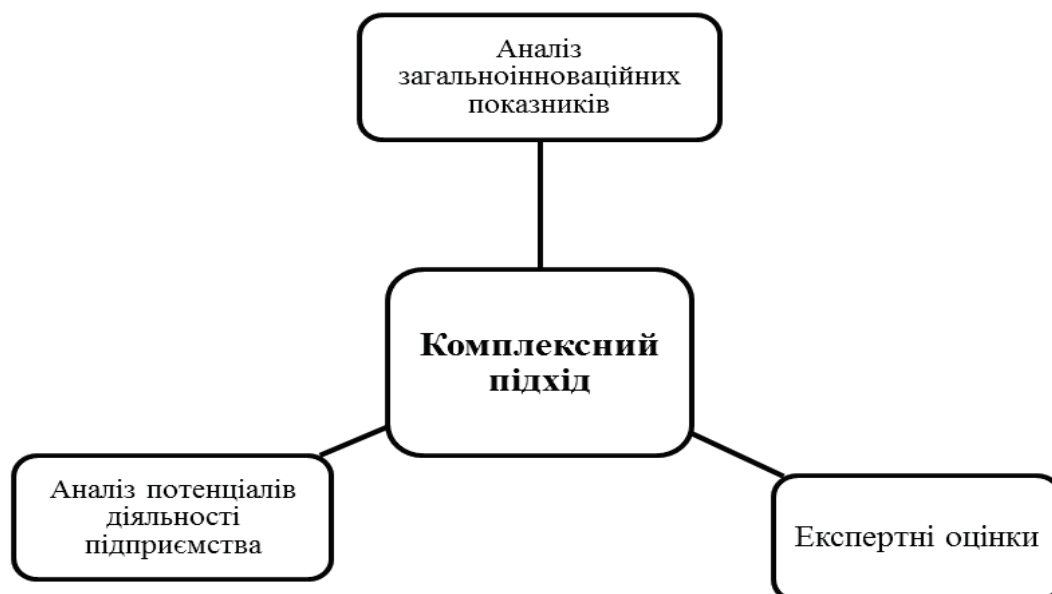 Аналіз
загальноінноваційних
показників
Комплексний
підхід
Аналіз потенціалів
діяльності
підприємства
Експертні оцінки